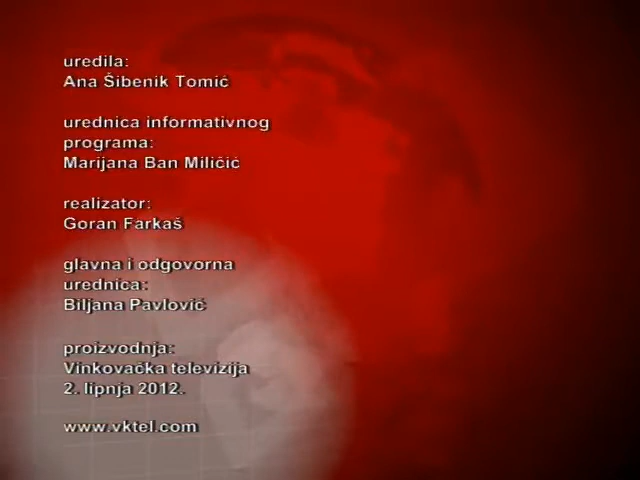 uredila:
Ana Šibenik Tomić
urednica informativnog
programa:
Marijana Ban Miličić
realizator:
Goran Farkaš
glavna i odgovorna
urednica:
Biljana Pavlović
proizvodnja:
Vinkovačka televizija
2. lipnja 2012.
www.vktel.com